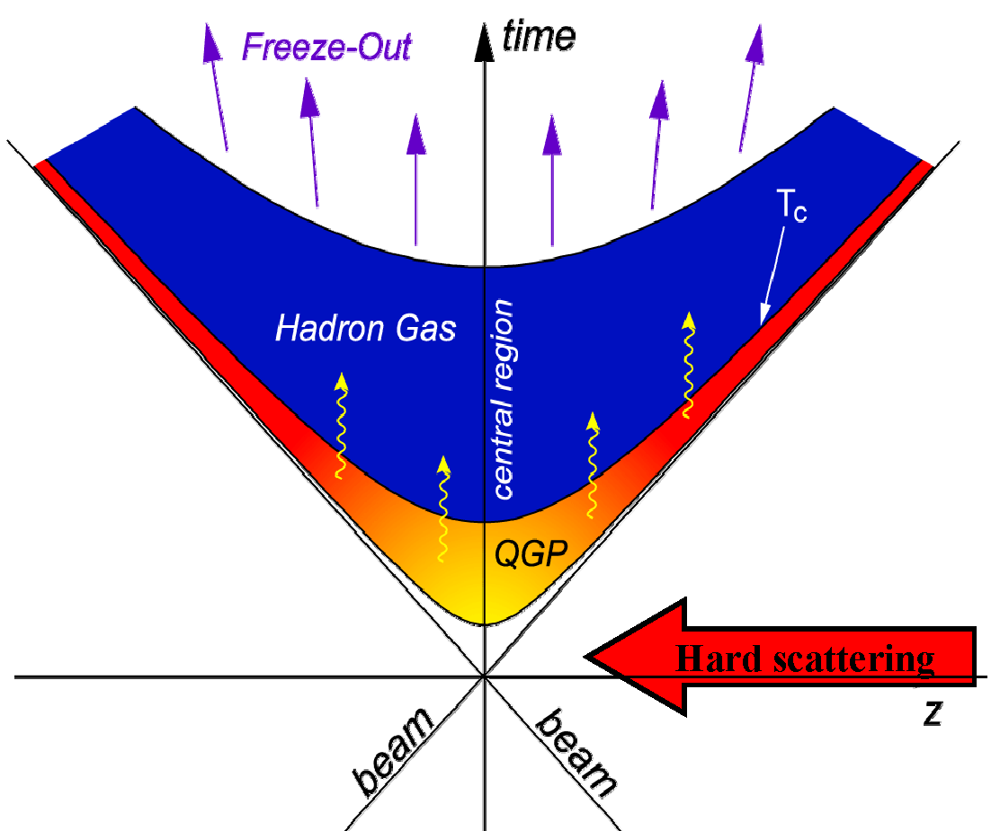 Freeze-Out
time
Tc
Hadron Gas
central region
QGP
Hard scattering
z
beam
beam